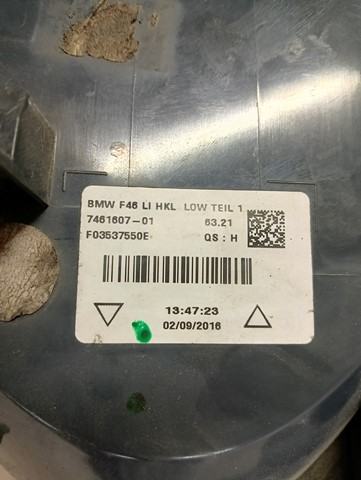 BMW F46 LI HKL LOW TEIL 1
7461607-01 63.21
F03537550E QS : H
13:47:23
02/09/2016